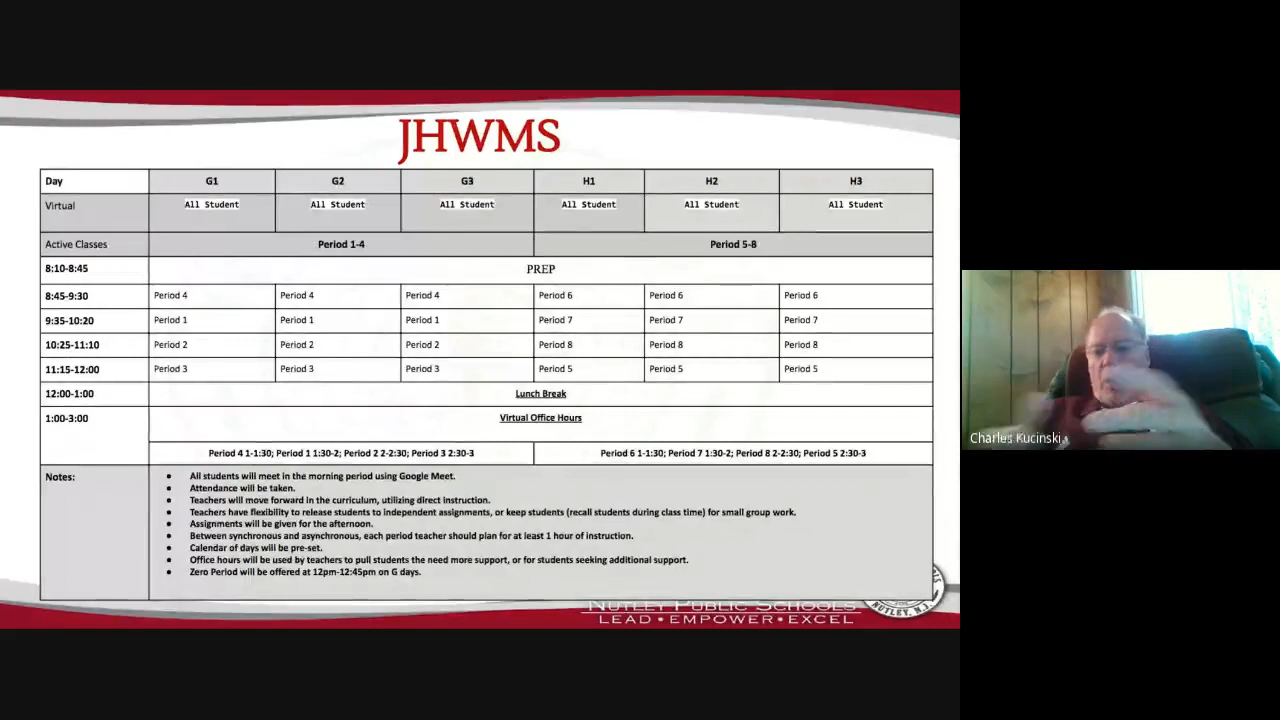 JHWMS
Day G1 G2 G3 H1 H2 H3
Virtual All Student All Student All Student All Student All Student All Student
Active Classes Period 1-4 Period 5-8
8:10-8:45 PREP
8:45-9:30 Period 4 Period 4 Period 4 Period 6 Period 6 Period 6
9:35-10:20 Period 1 Period 1 Period 1 Period 7 Period 7 Period 7
10:25-11:10 Period 2 Period 2 Period 2 Period 8 Period 8 Period 8
11:15-12:00 Period 3 Period 3 Period 3 Period 5 Period 5 Period 5
12:00-1:00 Lunch Break
1:00-3:00 Virtual Office Hours
Period 4 1-1:30; Period 1 1:30-2; Period 2 2-2:30; Period 3 2:30-3 Period 6 1-1:30; Period 7 1:30-2; Period 8 2-2:30; Period 5 2:30-3
Notes:
• All students will meet in the morning period using Google Meet.
• Attendance will be taken.
• Teachers will move forward in the curriculum, utilizing direct instruction.
• Teachers have flexibility to release students to independent assignments, or keep students (recall students during class time) for small group work.
• Assignments will be given for the afternoon.
• Between synchronous and asynchronous, each period teacher should plan for at least 1 hour of instruction.
• Calendar of days will be pre-set.
• Office hours will be used by teachers to pull students the need more support, or for students seeking additional support.
• Zero Period will be offered at 12pm-12:45pm on G days.
NUTLEY PUBLIC SCHOOLS
LEAD • EMPOWER • EXCEL
NUTLEY, N.J.
Charles Kucinski